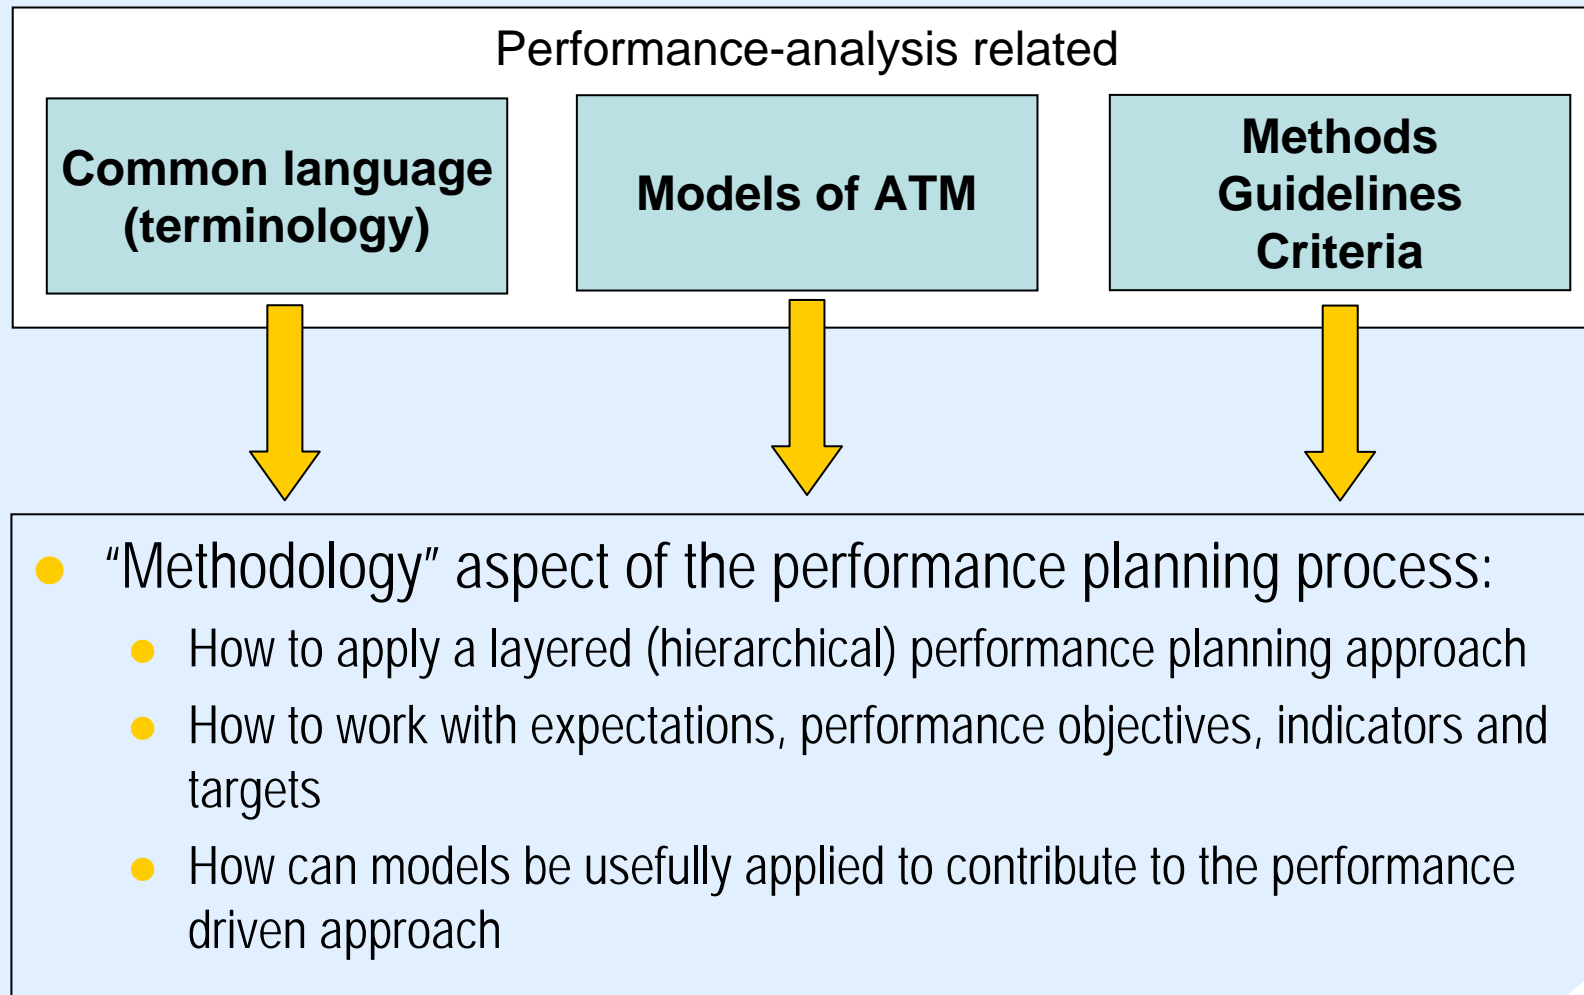 Performance-analysis related
Common language
(terminology)
Models of ATM
Methods
Guidelines
Criteria
“Methodology” aspect of the performance planning process:
How to apply a layered (hierarchical) performance planning approach
How to work with expectations, performance objectives, indicators and
targets
How can models be usefully applied to contribute to the performance
driven approach